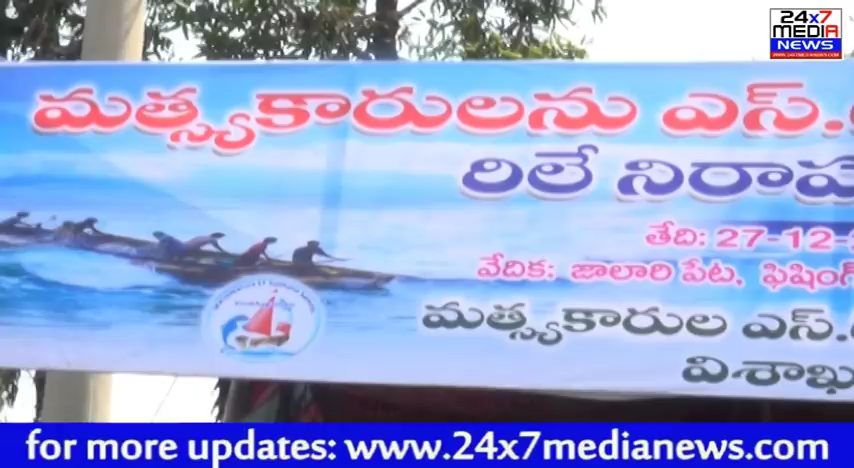 24x7
MEDIA
NEWS
మత్స్యకారులను ఎస్.
రిలే నిరాహ
తేది: 27-12-
వేదిక: జాలారి పేట, ఫిషింగ్
మత్స్యకారుల ఎస్.
విశాఖ
for more updates: www.24x7medianews.com